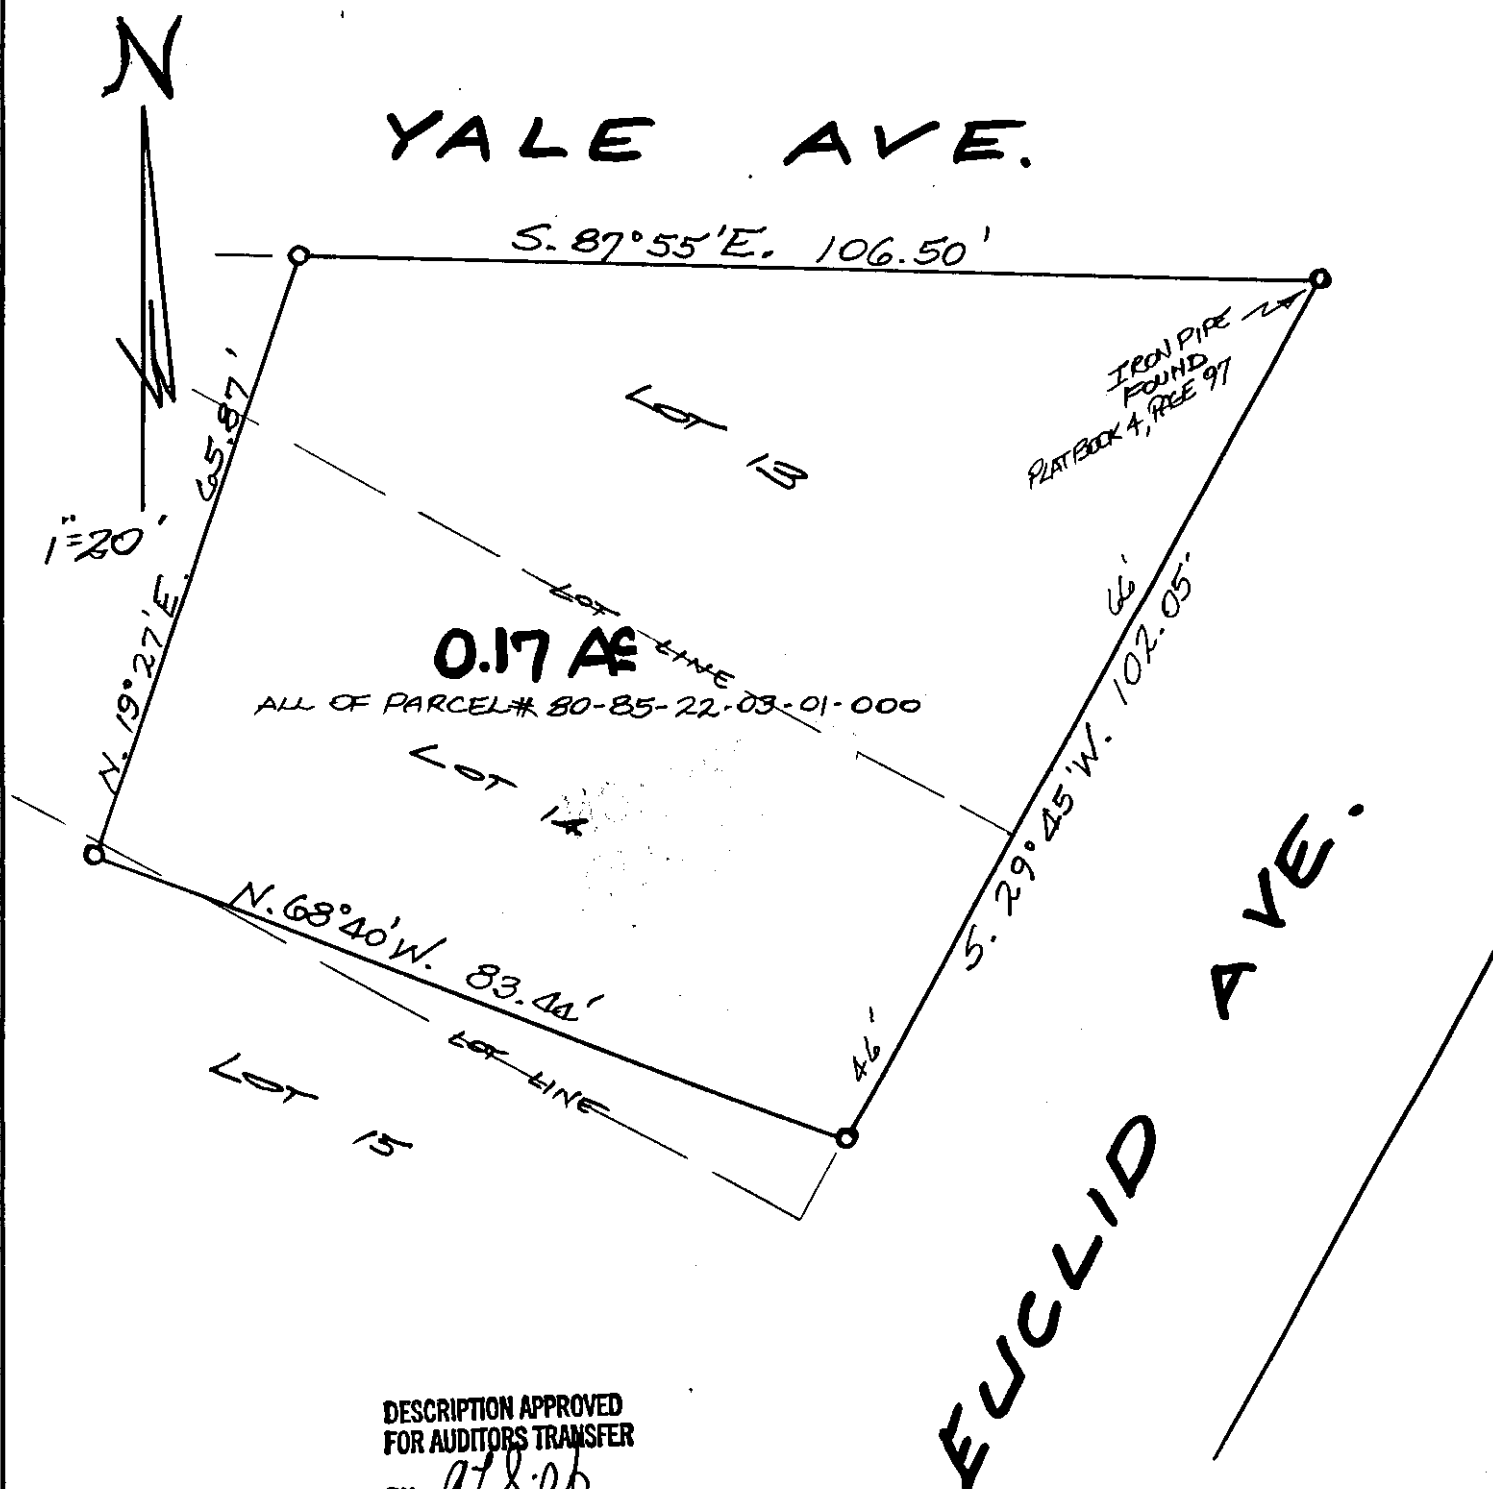 N
YALE AVE.
S. 87°55'E. 106.50'
IRON PIPE
FOUND
PLAT BOOK 4, PAGE 97
LOT 13
N. 19°27'E. 65.87'
1"=20'
LOT LINE
66'
S. 29°45'W. 102.05'
0.17 Ac
ALL OF PARCEL# 80-85-22-03-01-000
LOT 14
N. 68°40'W. 83.44'
46'
LOT LINE
LOT 15
EUCLID AVE.
DESCRIPTION APPROVED
FOR AUDITORS TRANSFER